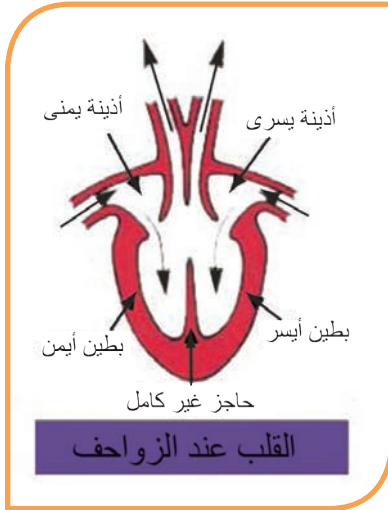 أذينة يمنى
أذينة يسرى
بطين أيمن
بطين أيسر
حاجز غير كامل
القلب عند الزواحف